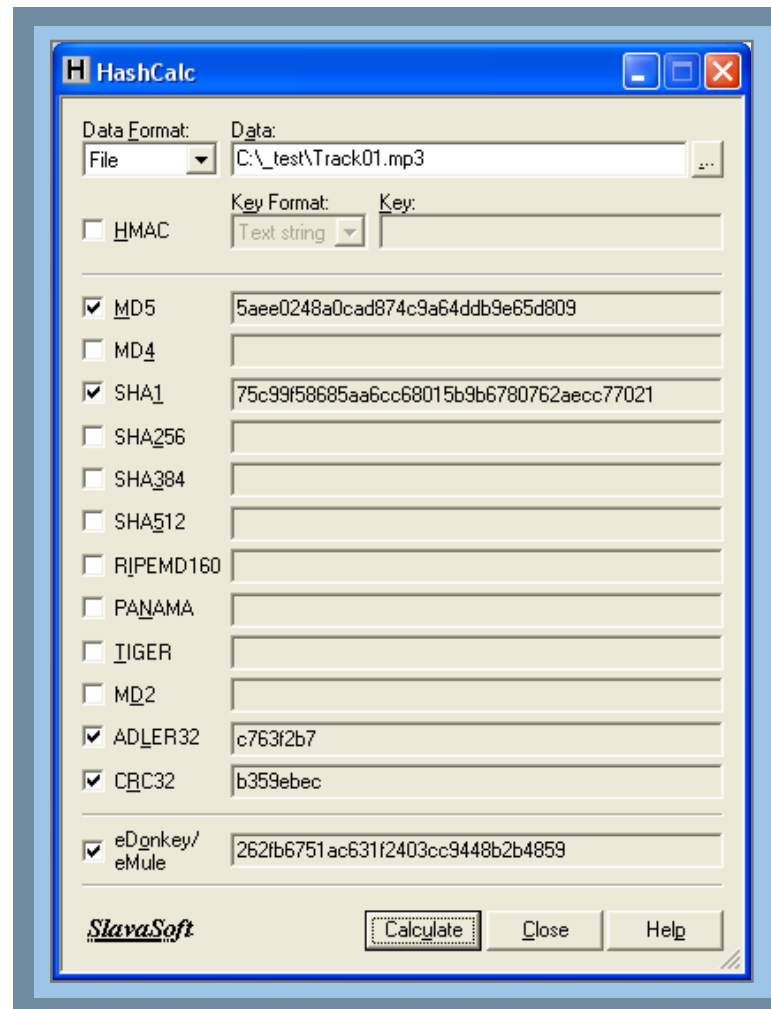 HashCalc
Data Format: Data:
File C:\_test\Track01.mp3 ...
Key Format: Key:
HMAC Text string
MD5 5aee0248a0cad874c9a64ddb9e65d809
MD4
SHA1 75c99f58685aa6cc68015b9b6780762aecc77021
SHA256
SHA384
SHA512
RIPEMD160
PANAMA
TIGER
MD2
ADLER32 c763f2b7
CRC32 b359ebec
eDonkey/
eMule 262fb6751ac631f2403cc9448b2b4859
SlavaSoft Calculate Close Help